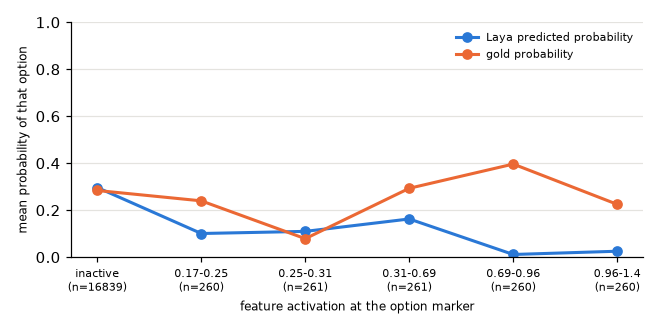 mean probability of that option
1.0
0.8
0.6
0.4
0.2
0.0
Laya predicted probability
gold probability
inactive
(n=16839)
0.17-0.25
(n=260)
0.25-0.31
(n=261)
0.31-0.69
(n=261)
0.69-0.96
(n=260)
0.96-1.4
(n=260)
feature activation at the option marker